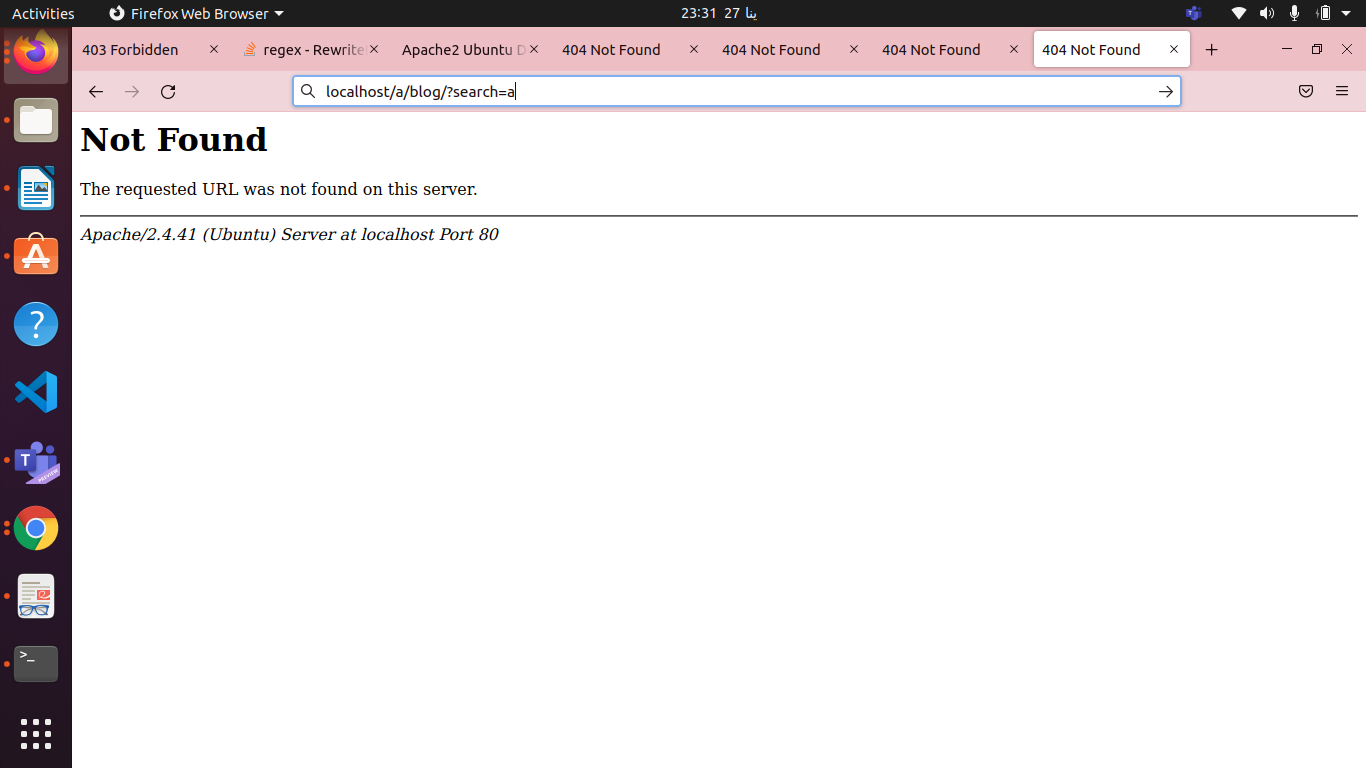 Activities
Firefox Web Browser
23:31 27 ينا
403 Forbidden
regex - Rewrite
Apache2 Ubuntu D
404 Not Found
404 Not Found
404 Not Found
404 Not Found
localhost/a/blog/?search=a
Not Found
The requested URL was not found on this server.
Apache/2.4.41 (Ubuntu) Server at localhost Port 80
T
PREVIEW
>_